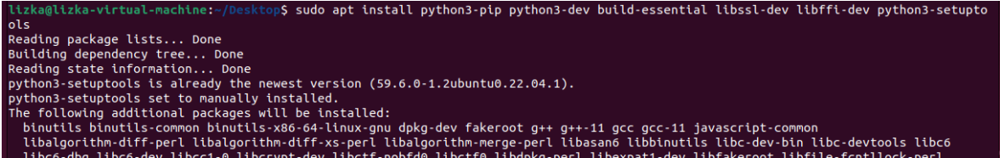 lizka@lizka-virtual-machine:~/Desktop$ sudo apt install python3-pip python3-dev build-essential libssl-dev libffi-dev python3-setupto
ols
Reading package lists... Done
Building dependency tree... Done
Reading state information... Done
python3-setuptools is already the newest version (59.6.0-1.2ubuntu0.22.04.1).
python3-setuptools set to manually installed.
The following additional packages will be installed:
  binutils binutils-common binutils-x86-64-linux-gnu dpkg-dev fakeroot g++ g++-11 gcc gcc-11 javascript-common
  libalgorithm-diff-perl libalgorithm-diff-xs-perl libalgorithm-merge-perl libasan6 libbinutils libc-dev-bin libc-devtools libc6
  libc6-dbg libc6-dev libcc1-0 libcrypt-dev libctf-nobfd0 libctf0 libdpkg-perl libexpat1-dev libfakeroot libfile-fcntllock-perl